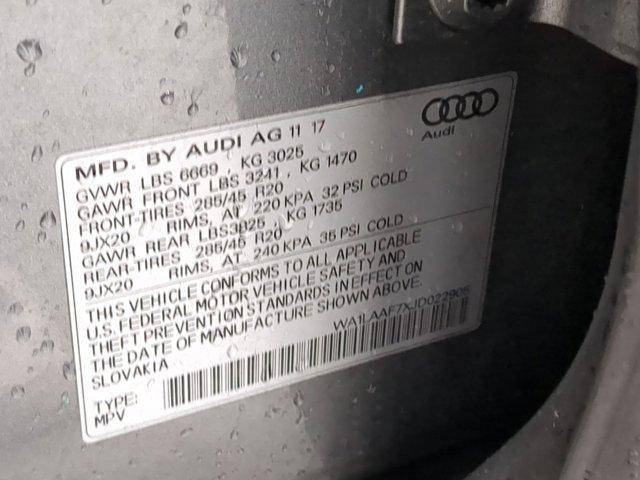 MFD. BY AUDI AG 11 17
Audi
GVWR LBS 6669 , KG 3025
GAWR FRONT LBS 3241, KG 1470
FRONT-TIRES 285/45 R20
9JX20 RIMS, AT 220 KPA 32 PSI COLD
GAWR REAR LBS3825 KG 1735
REAR-TIRES 285/45 R20
9JX20 RIMS, AT 240 KPA 35 PSI COLD
THIS VEHICLE CONFORMS TO ALL APPLICABLE
U.S. FEDERAL MOTOR VEHICLE SAFETY AND
THEFT PREVENTION STANDARDS IN EFFECT ON
THE DATE OF MANUFACTURE SHOWN ABOVE.
SLOVAKIA WA1LAAF7XJD022905
TYPE:
MPV